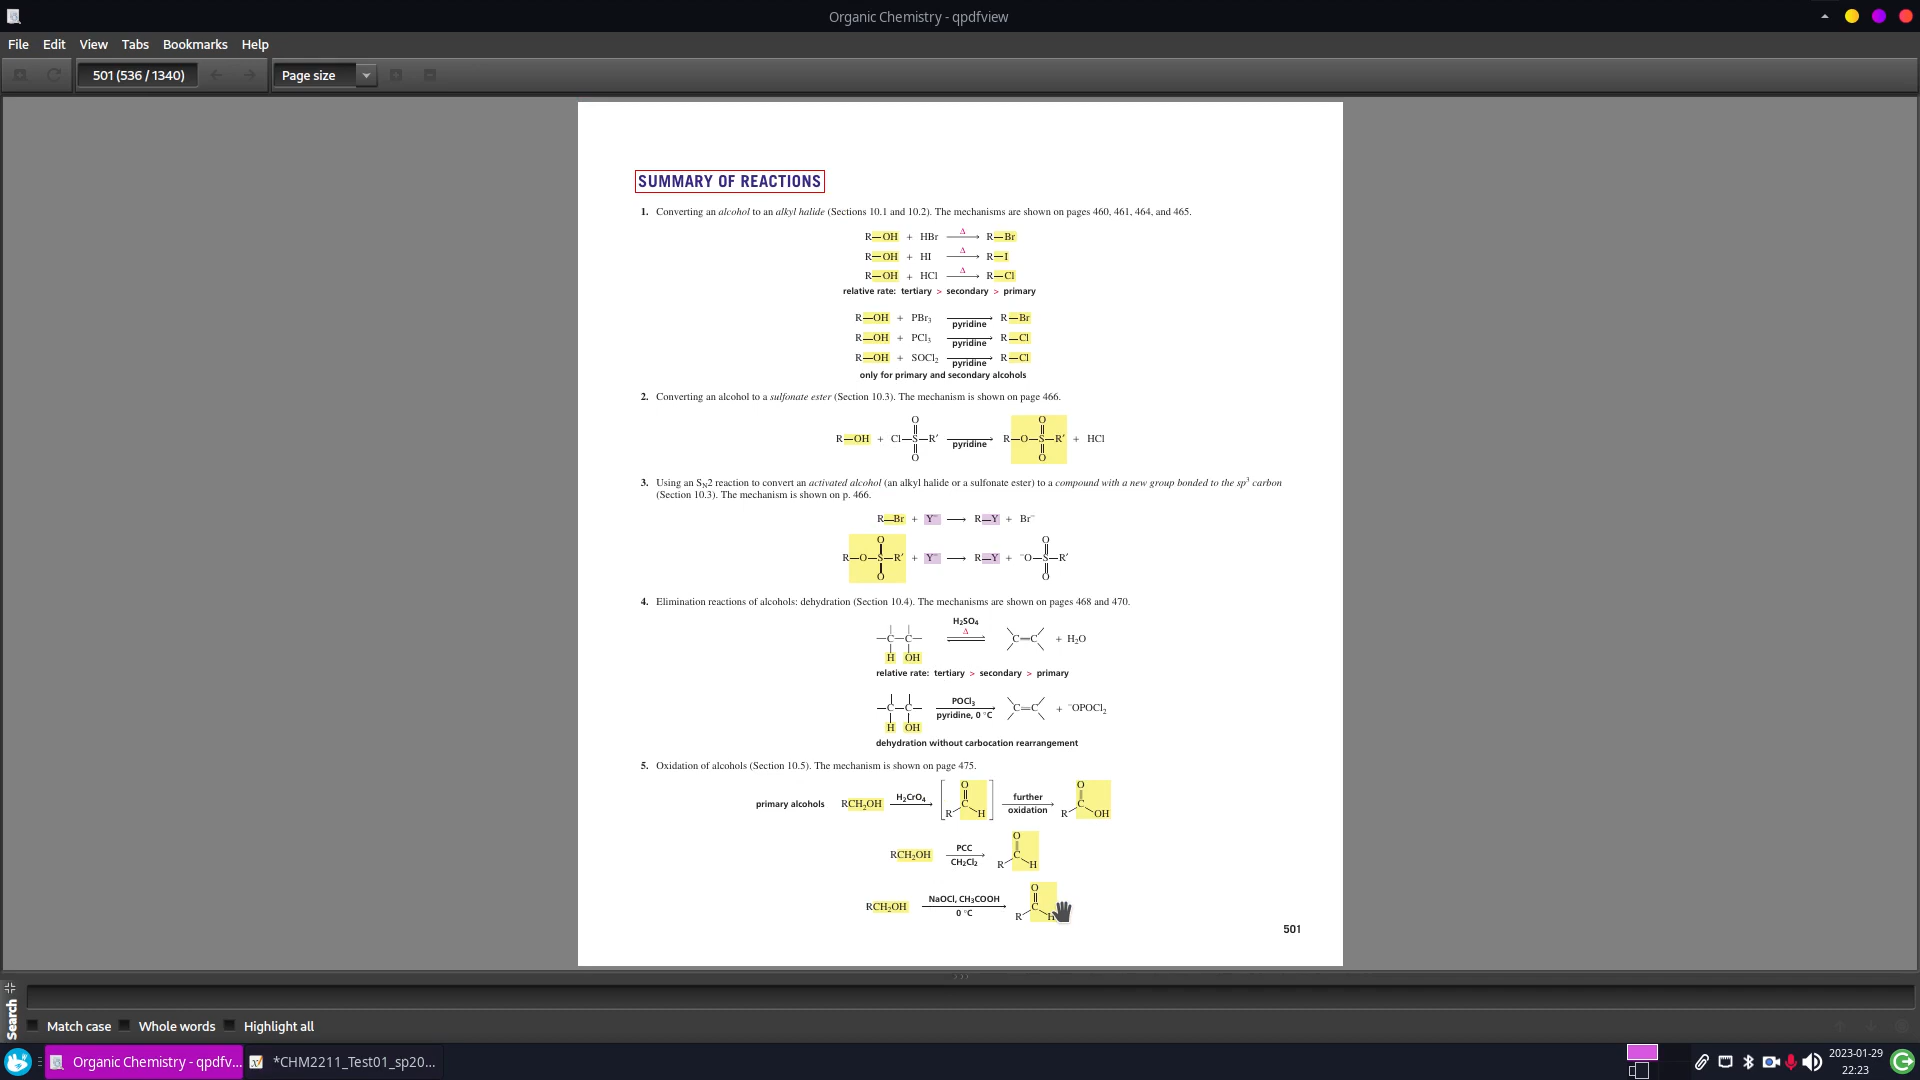 Organic Chemistry - qpdfview
File Edit View Tabs Bookmarks Help
501 (536 / 1340) Page size
SUMMARY OF REACTIONS
1. Converting an alcohol to an alkyl halide (Sections 10.1 and 10.2). The mechanisms are shown on pages 460, 461, 464, and 465.
R—OH + HBr Δ → R—Br
R—OH + HI Δ → R—I
R—OH + HCl Δ → R—Cl
relative rate: tertiary > secondary > primary
R—OH + PBr₃ → R—Br
pyridine
R—OH + PCl₃ → R—Cl
pyridine
R—OH + SOCl₂ → R—Cl
pyridine
only for primary and secondary alcohols
2. Converting an alcohol to a sulfonate ester (Section 10.3). The mechanism is shown on page 466.
O O
R—OH + Cl—S—R′ → R—O—S—R′ + HCl
pyridine
O O
3. Using an Sₙ2 reaction to convert an activated alcohol (an alkyl halide or a sulfonate ester) to a compound with a new group bonded to the sp³ carbon
(Section 10.3). The mechanism is shown on p. 466.
R—Br + Y⁻ → R—Y + Br⁻
O O
R—O—S—R′ + Y⁻ → R—Y + ⁻O—S—R′
O O
4. Elimination reactions of alcohols: dehydration (Section 10.4). The mechanisms are shown on pages 468 and 470.
H₂SO₄
Δ
—C—C— ⇌ C=C + H₂O
H OH
relative rate: tertiary > secondary > primary
POCl₃
—C—C— → C=C + ⁻OPOCl₂
pyridine, 0 °C
H OH
dehydration without carbocation rearrangement
5. Oxidation of alcohols (Section 10.5). The mechanism is shown on page 475.
O O
H₂CrO₄ further
primary alcohols RCH₂OH → [ C ] → C
oxidation
R H R OH
O
PCC
RCH₂OH → C
CH₂Cl₂
R H
O
NaOCl, CH₃COOH
RCH₂OH → C
0 °C
R H
501
Search
Match case Whole words Highlight all
Organic Chemistry - qpdfv... *CHM2211_Test01_sp20...
2023-01-29
22:23